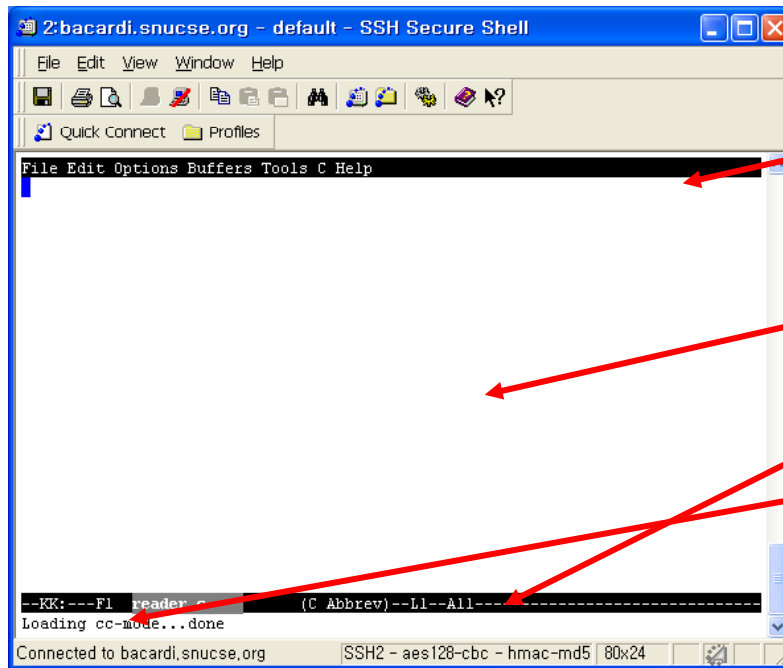 2:bacardi.snucse.org - default - SSH Secure Shell
File Edit View Window Help
Quick Connect Profiles
File Edit Options Buffers Tools C Help
--KK:---F1 reader.c (C Abbrev)--L1--All----------------------------------
Loading cc-mode...done
Connected to bacardi.snucse.org SSH2 - aes128-cbc - hmac-md5 80x24